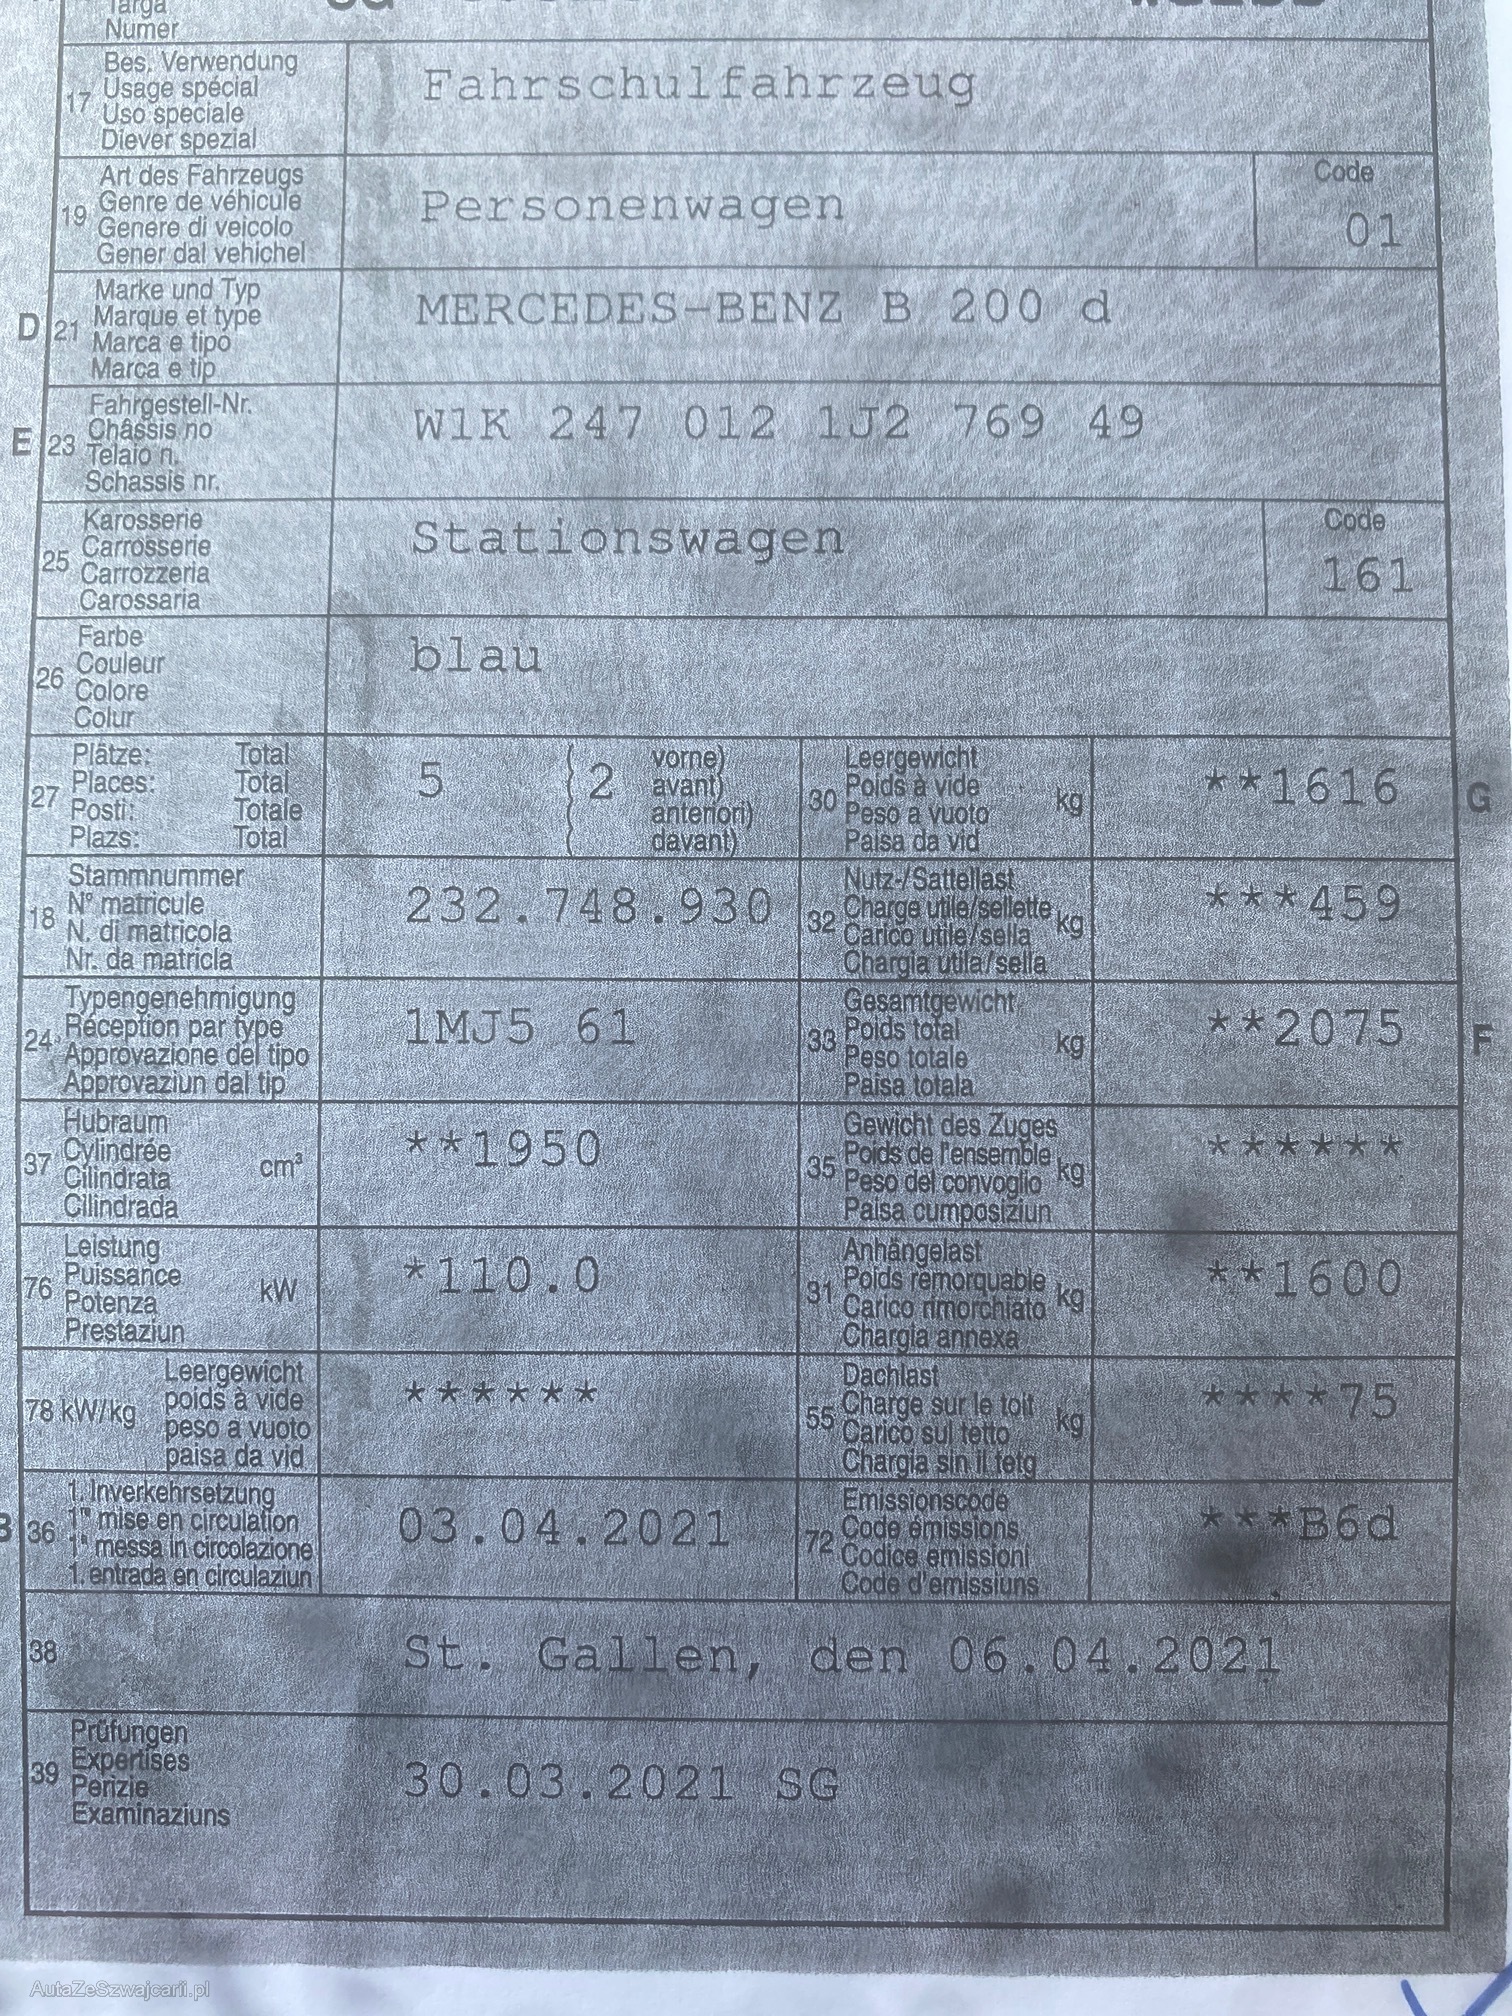 Targa
Numer
17 Bes. Verwendung
Usage spécial
Uso speciale
Diever spezial
Fahrschulfahrzeug
19 Art des Fahrzeugs
Genre de véhicule
Genere di veicolo
Gener dal vehichel
Personenwagen
Code
01
D 21 Marke und Typ
Marque et type
Marca e tipo
Marca e tip
MERCEDES-BENZ B 200 d
E 23 Fahrgestell-Nr.
Châssis no
Telaio n.
Schassis nr.
W1K 247 012 1J2 769 49
25 Karosserie
Carrosserie
Carrozzeria
Carossaria
Stationswagen
Code
161
26 Farbe
Couleur
Colore
Colur
blau
27 Plätze: Total
Places: Total
Posti: Totale
Plazs: Total
5 { 2 vorne)
avant)
anteriori)
davant)
30 Leergewicht
Poids à vide
Peso a vuoto
Paisa da vid
kg
**1616
G
18 Stammnummer
N° matricule
N. di matricola
Nr. da matricla
232.748.930
32 Nutz-/Sattellast
Charge utile/sellette
Carico utile/sella
Chargia utila/sella
kg
***459
24 Typengenehmigung
Réception par type
Approvazione del tipo
Approvaziun dal tip
1MJ5 61
33 Gesamtgewicht
Poids total
Peso totale
Paisa totala
kg
**2075
F
37 Hubraum
Cylindrée
Cilindrata
Cilindrada
cm³
**1950
35 Gewicht des Zuges
Poids de l'ensemble
Peso del convoglio
Paisa cumposiziun
kg
******
76 Leistung
Puissance
Potenza
Prestaziun
kW
*110.0
31 Anhängelast
Poids remorquable
Carico rimorchiato
Chargia annexa
kg
**1600
78 kW/kg Leergewicht
poids à vide
peso a vuoto
paisa da vid
******
55 Dachlast
Charge sur le toit
Carico sul tetto
Chargia sin il tetg
kg
****75
B 36 1. Inverkehrsetzung
1re mise en circulation
1a messa in circolazione
1. entrada en circulaziun
03.04.2021
72 Emissionscode
Code émissions
Codice emissioni
Code d'emissiuns
***B6d
38 St. Gallen, den 06.04.2021
39 Prüfungen
Expertises
Perizie
Examinaziuns
30.03.2021 SG
AutaZeSzwajcarii.pl